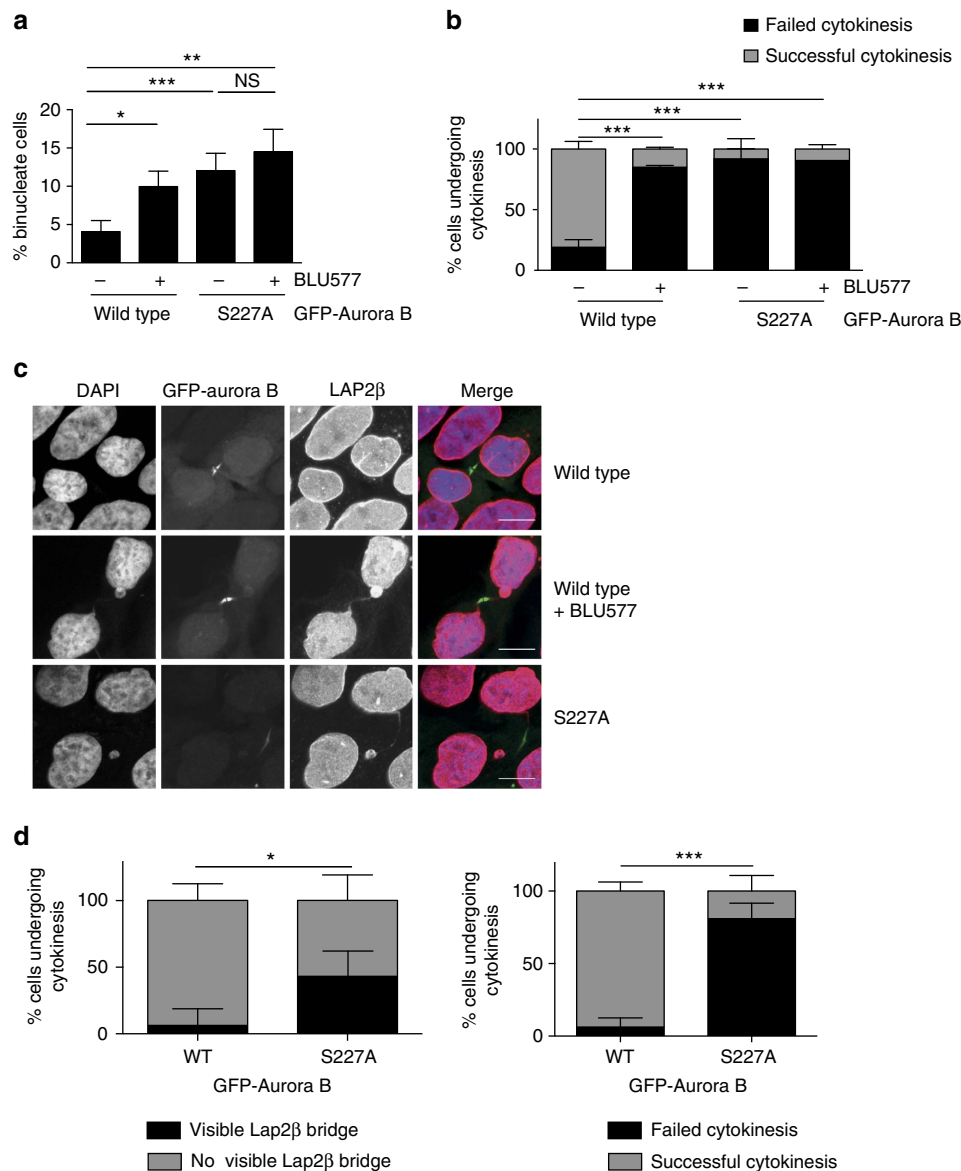 a
**
***
NS
*
20
15
10
5
0
% binucleate cells
– + – + BLU577
Wild type S227A GFP-Aurora B
b
Failed cytokinesis
Successful cytokinesis
***
***
***
100
50
0
% cells undergoing
cytokinesis
– + – + BLU577
Wild type S227A GFP-Aurora B
c
DAPI GFP-aurora B LAP2β Merge
Wild type
Wild type
+ BLU577
S227A
d
*
100
50
0
% cells undergoing
cytokinesis
WT S227A
GFP-Aurora B
Visible Lap2β bridge
No visible Lap2β bridge
***
100
50
0
% cells undergoing
cytokinesis
WT S227A
GFP-Aurora B
Failed cytokinesis
Successful cytokinesis